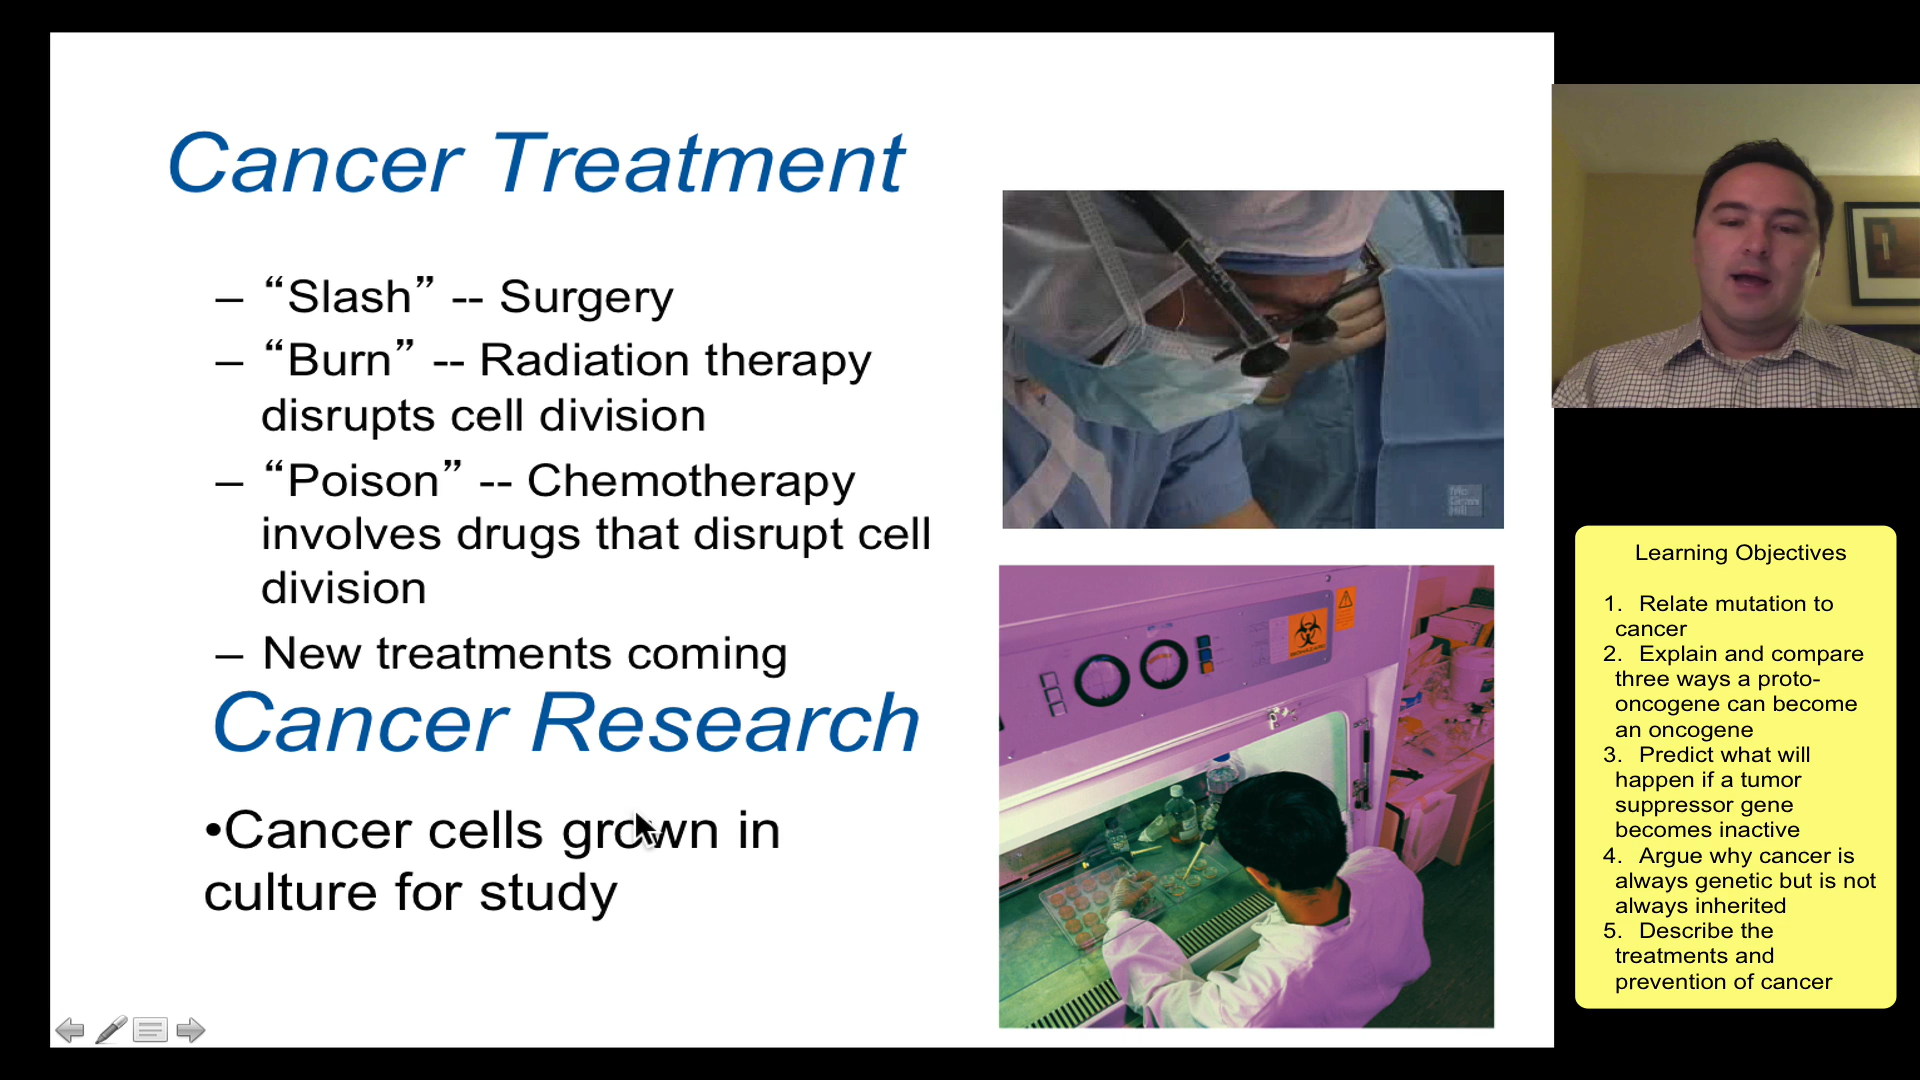 Cancer Treatment
– “Slash” -- Surgery
– “Burn” -- Radiation therapy
disrupts cell division
– “Poison” -- Chemotherapy
involves drugs that disrupt cell
division
– New treatments coming
Cancer Research
•Cancer cells grown in
culture for study
Mc
Graw
Hill
Learning Objectives
1. Relate mutation to
cancer
2. Explain and compare
three ways a proto-
oncogene can become
an oncogene
3. Predict what will
happen if a tumor
suppressor gene
becomes inactive
4. Argue why cancer is
always genetic but is not
always inherited
5. Describe the
treatments and
prevention of cancer